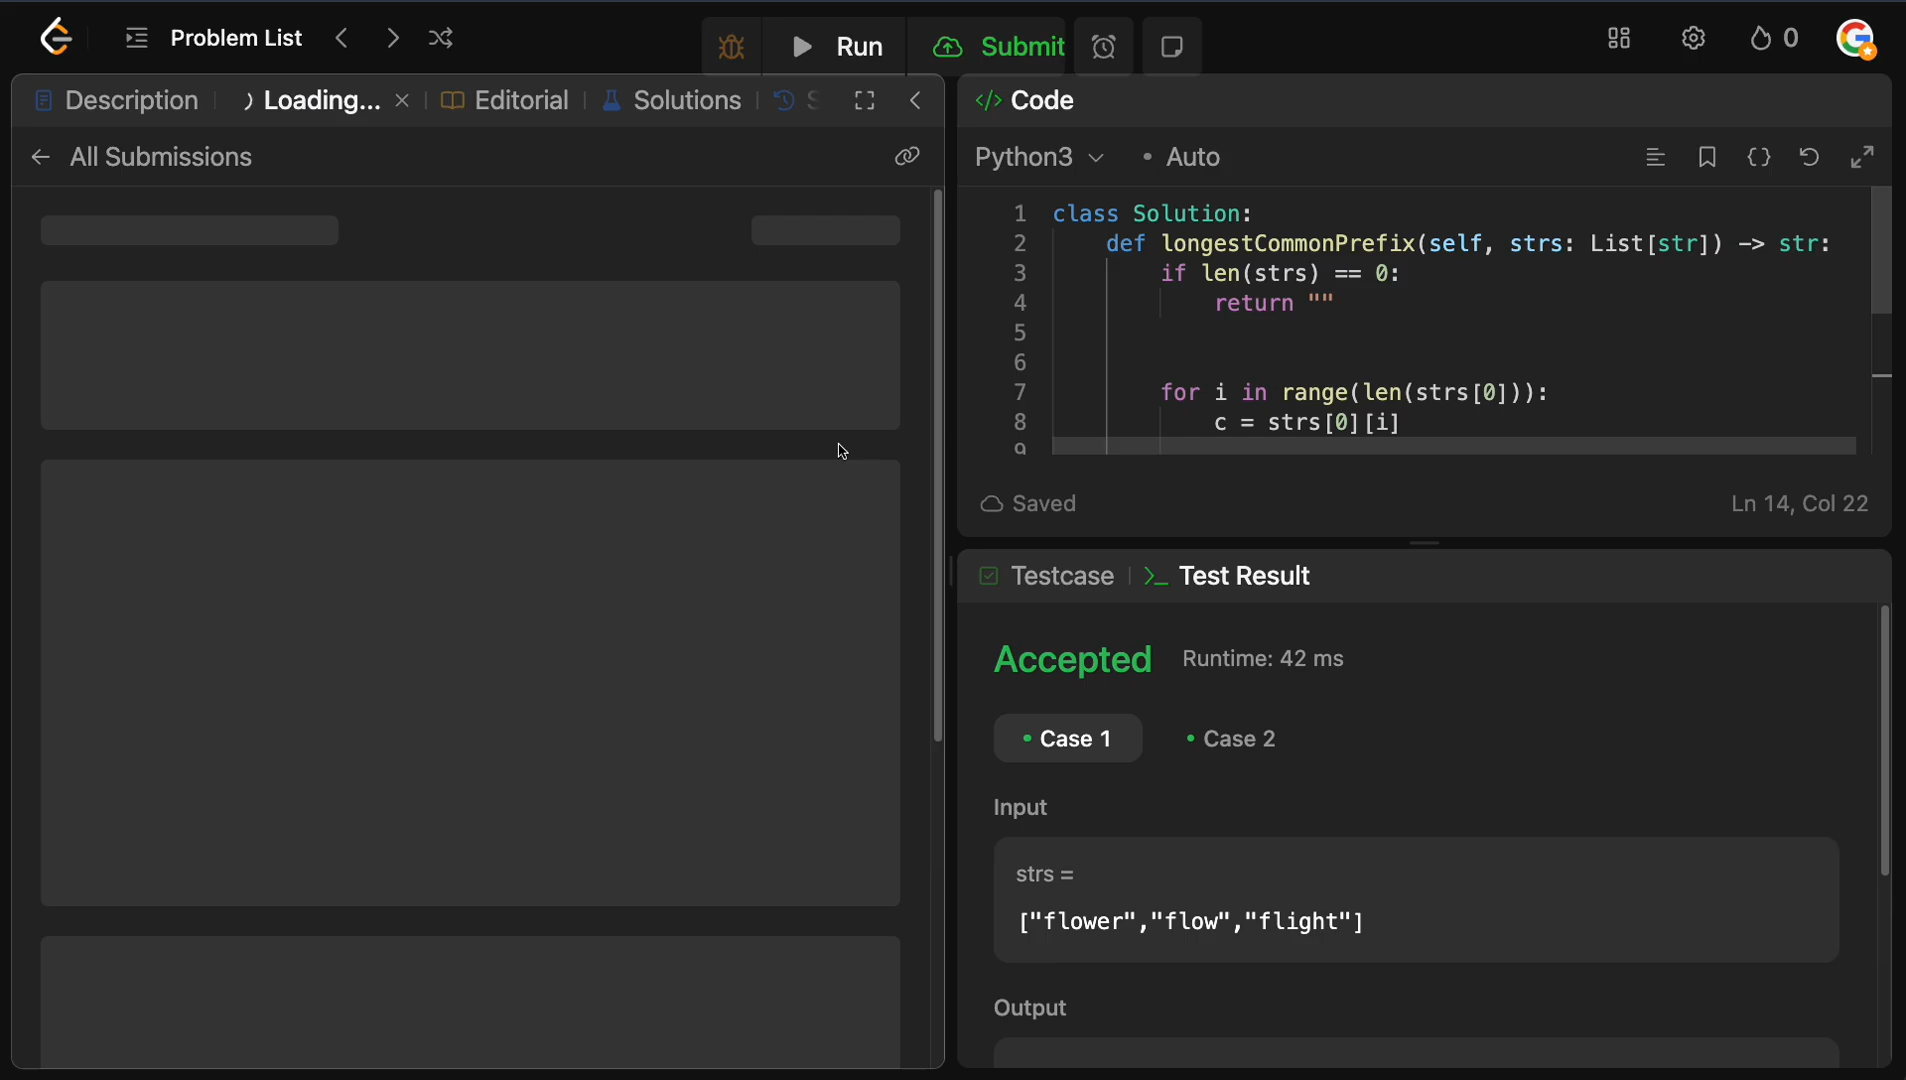 Problem List
Run
Submit
0
Description
Loading...
Editorial
Solutions
S
Code
All Submissions
Python3
Auto
1 class Solution:
2 def longestCommonPrefix(self, strs: List[str]) -> str:
3 if len(strs) == 0:
4 return ""
5
6
7 for i in range(len(strs[0])):
8 c = strs[0][i]
9
Saved
Ln 14, Col 22
Testcase
Test Result
Accepted
Runtime: 42 ms
Case 1
Case 2
Input
strs =
["flower","flow","flight"]
Output